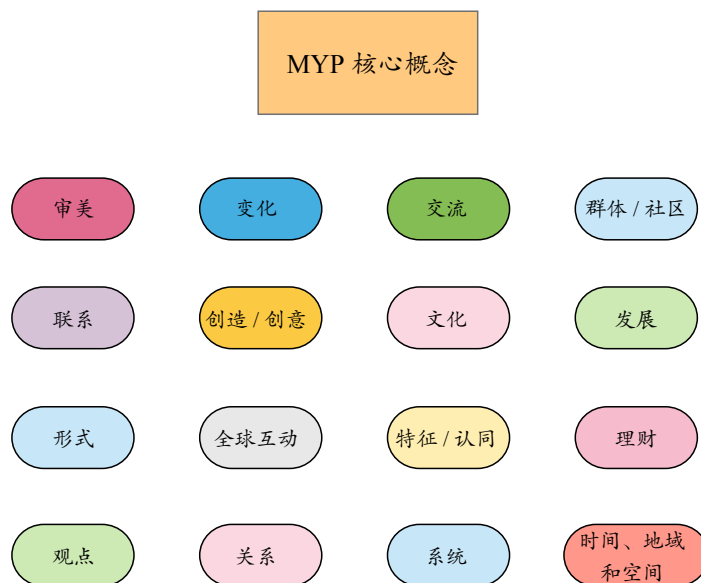 MYP 核心概念
审美
变化
交流
群体 / 社区
联系
创造 / 创意
文化
发展
形式
全球互动
特征 / 认同
理财
观点
关系
系统
时间、地域
和空间